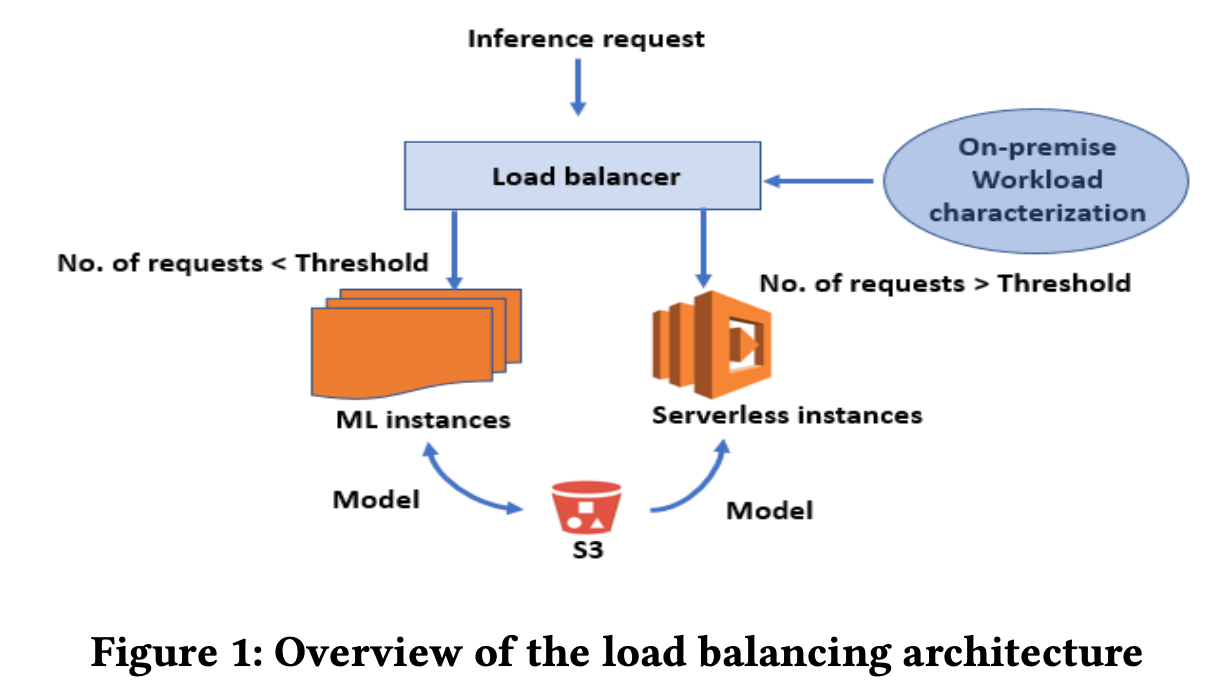 Inference request
Load balancer
On-premise
Workload
characterization
No. of requests < Threshold
No. of requests > Threshold
ML instances
Serverless instances
Model
Model
S3
Figure 1: Overview of the load balancing architecture